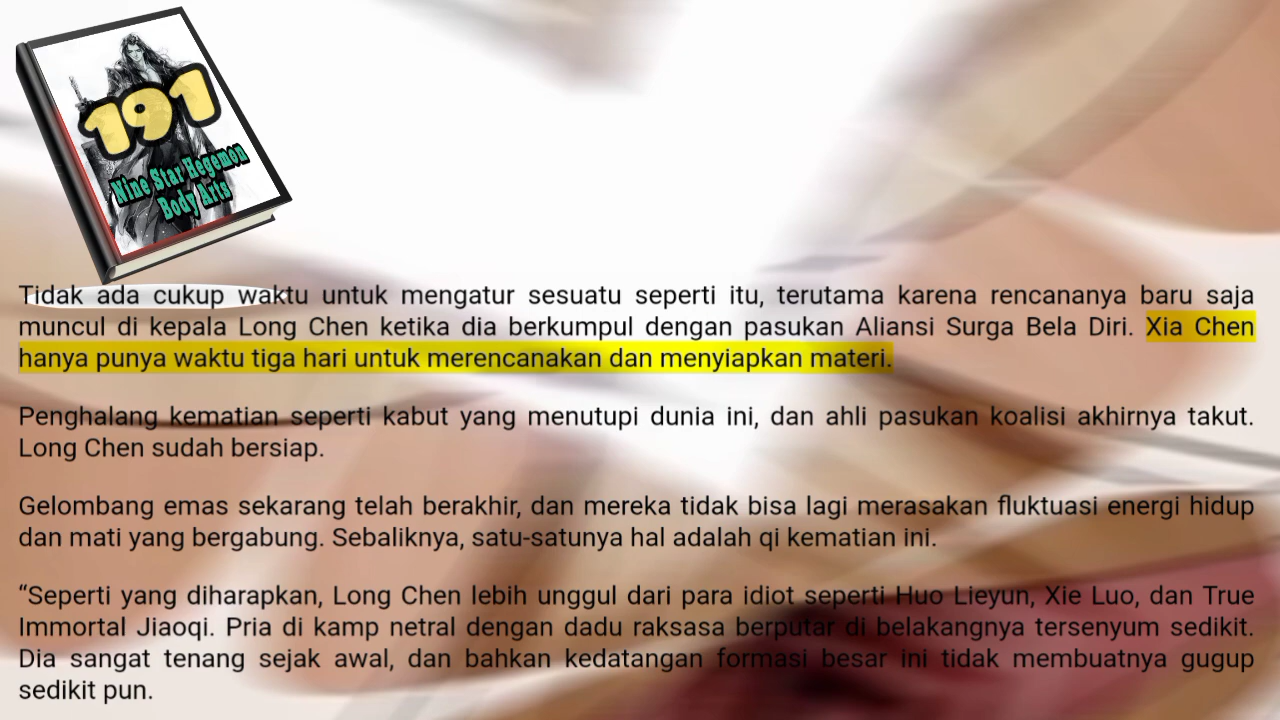 191
Nine Star Hegemon
Body Arts
Tidak ada cukup waktu untuk mengatur sesuatu seperti itu, terutama karena rencananya baru saja
muncul di kepala Long Chen ketika dia berkumpul dengan pasukan Aliansi Surga Bela Diri. Xia Chen
hanya punya waktu tiga hari untuk merencanakan dan menyiapkan materi.
Penghalang kematian seperti kabut yang menutupi dunia ini, dan ahli pasukan koalisi akhirnya takut.
Long Chen sudah bersiap.
Gelombang emas sekarang telah berakhir, dan mereka tidak bisa lagi merasakan fluktuasi energi hidup
dan mati yang bergabung. Sebaliknya, satu-satunya hal adalah qi kematian ini.
“Seperti yang diharapkan, Long Chen lebih unggul dari para idiot seperti Huo Lieyun, Xie Luo, dan True
Immortal Jiaoqi. Pria di kamp netral dengan dadu raksasa berputar di belakangnya tersenyum sedikit.
Dia sangat tenang sejak awal, dan bahkan kedatangan formasi besar ini tidak membuatnya gugup
sedikit pun.